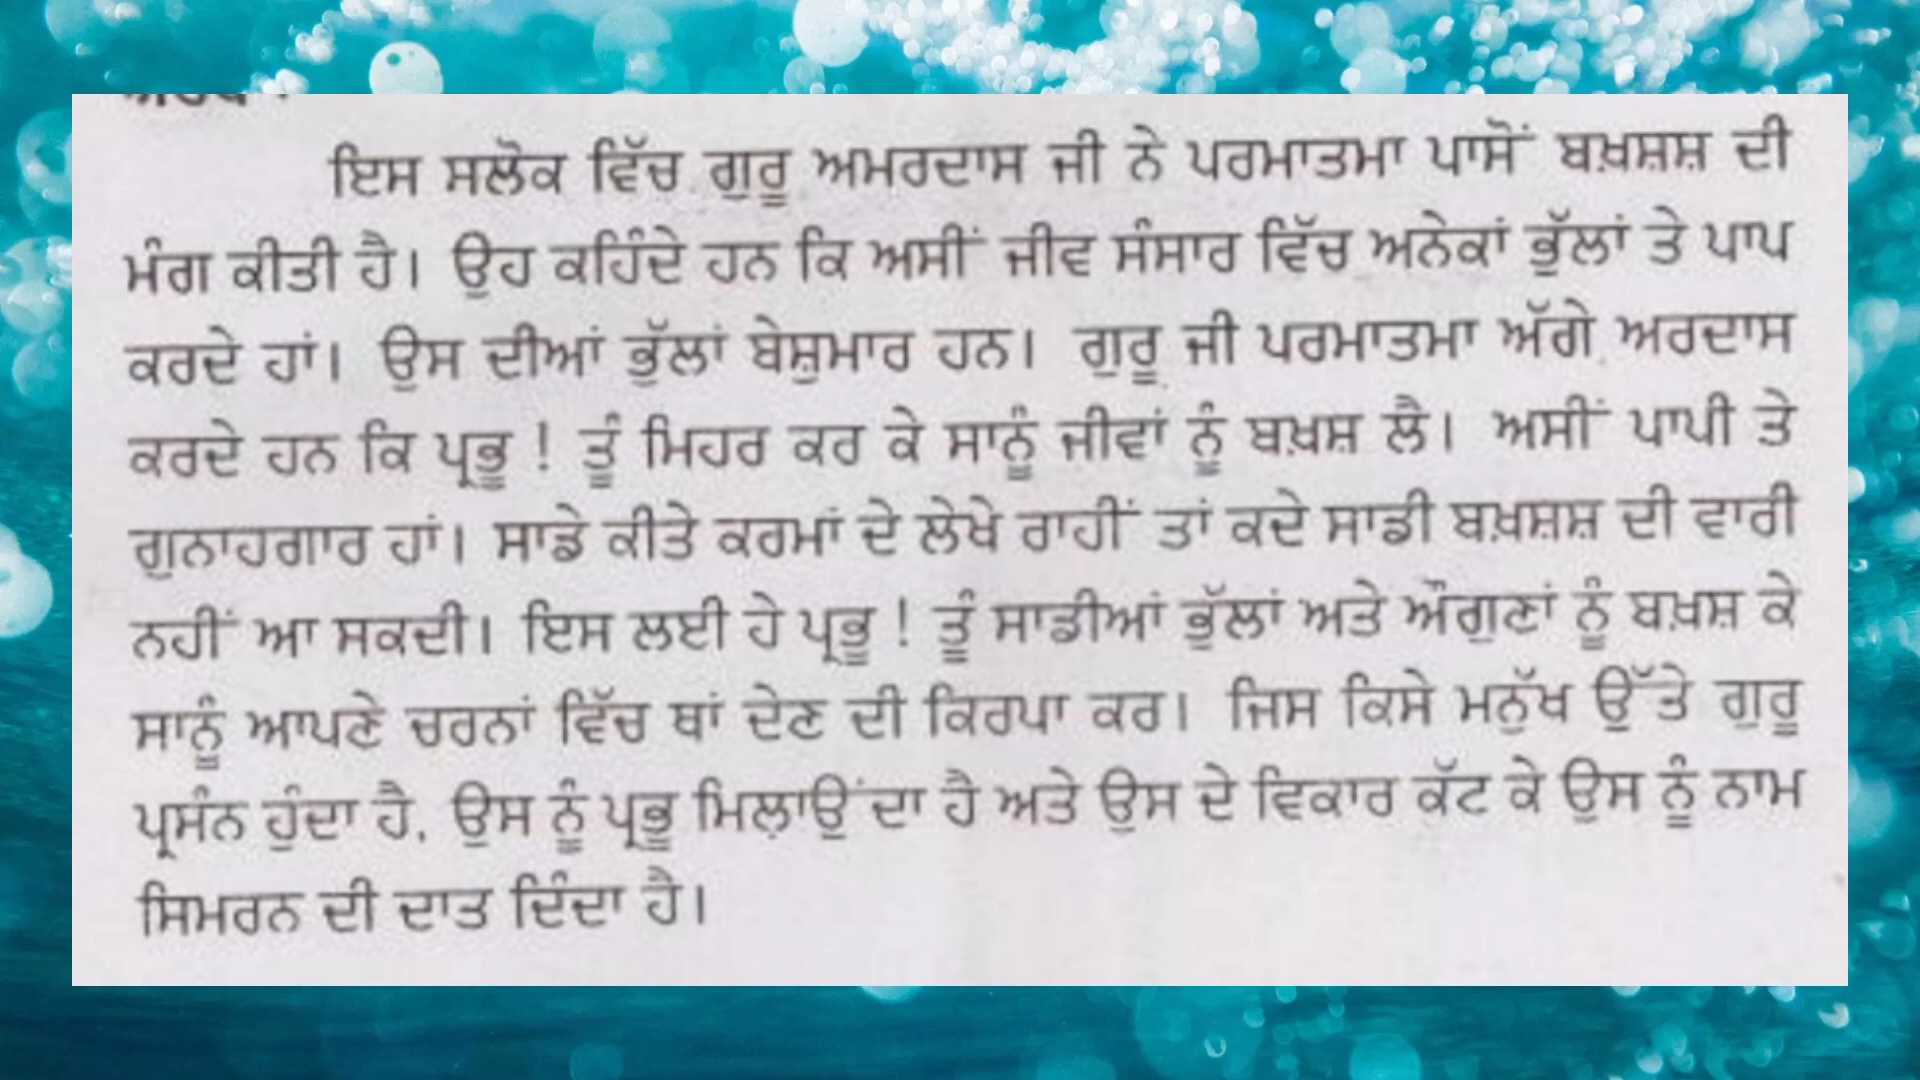 ਇਸ ਸਲੋਕ ਵਿੱਚ ਗੁਰੂ ਅਮਰਦਾਸ ਜੀ ਨੇ ਪਰਮਾਤਮਾ ਪਾਸੋਂ ਬਖ਼ਸ਼ਸ਼ ਦੀ
ਮੰਗ ਕੀਤੀ ਹੈ। ਉਹ ਕਹਿੰਦੇ ਹਨ ਕਿ ਅਸੀਂ ਜੀਵ ਸੰਸਾਰ ਵਿੱਚ ਅਨੇਕਾਂ ਭੁੱਲਾਂ ਤੇ ਪਾਪ
ਕਰਦੇ ਹਾਂ। ਉਸ ਦੀਆਂ ਭੁੱਲਾਂ ਬੇਸ਼ੁਮਾਰ ਹਨ। ਗੁਰੂ ਜੀ ਪਰਮਾਤਮਾ ਅੱਗੇ ਅਰਦਾਸ
ਕਰਦੇ ਹਨ ਕਿ ਪ੍ਰਭੂ ! ਤੂੰ ਮਿਹਰ ਕਰ ਕੇ ਸਾਨੂੰ ਜੀਵਾਂ ਨੂੰ ਬਖ਼ਸ਼ ਲੈ। ਅਸੀਂ ਪਾਪੀ ਤੇ
ਗੁਨਾਹਗਾਰ ਹਾਂ। ਸਾਡੇ ਕੀਤੇ ਕਰਮਾਂ ਦੇ ਲੇਖੇ ਰਾਹੀਂ ਤਾਂ ਕਦੇ ਸਾਡੀ ਬਖ਼ਸ਼ਸ਼ ਦੀ ਵਾਰੀ
ਨਹੀਂ ਆ ਸਕਦੀ। ਇਸ ਲਈ ਹੇ ਪ੍ਰਭੂ ! ਤੂੰ ਸਾਡੀਆਂ ਭੁੱਲਾਂ ਅਤੇ ਔਗੁਣਾਂ ਨੂੰ ਬਖ਼ਸ਼ ਕੇ
ਸਾਨੂੰ ਆਪਣੇ ਚਰਨਾਂ ਵਿੱਚ ਥਾਂ ਦੇਣ ਦੀ ਕਿਰਪਾ ਕਰ। ਜਿਸ ਕਿਸੇ ਮਨੁੱਖ ਉੱਤੇ ਗੁਰੂ
ਪ੍ਰਸੰਨ ਹੁੰਦਾ ਹੈ, ਉਸ ਨੂੰ ਪ੍ਰਭੂ ਮਿਲ਼ਾਉਂਦਾ ਹੈ ਅਤੇ ਉਸ ਦੇ ਵਿਕਾਰ ਕੱਟ ਕੇ ਉਸ ਨੂੰ ਨਾਮ
ਸਿਮਰਨ ਦੀ ਦਾਤ ਦਿੰਦਾ ਹੈ।